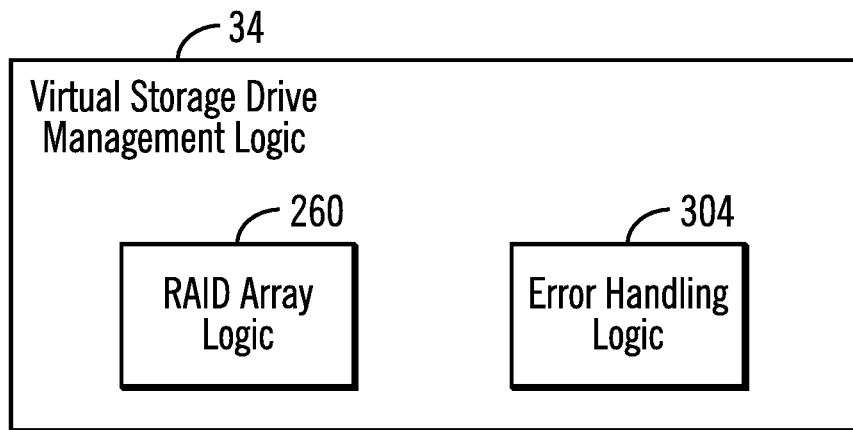 34
Virtual Storage Drive
Management Logic
260
RAID Array
Logic
304
Error Handling
Logic